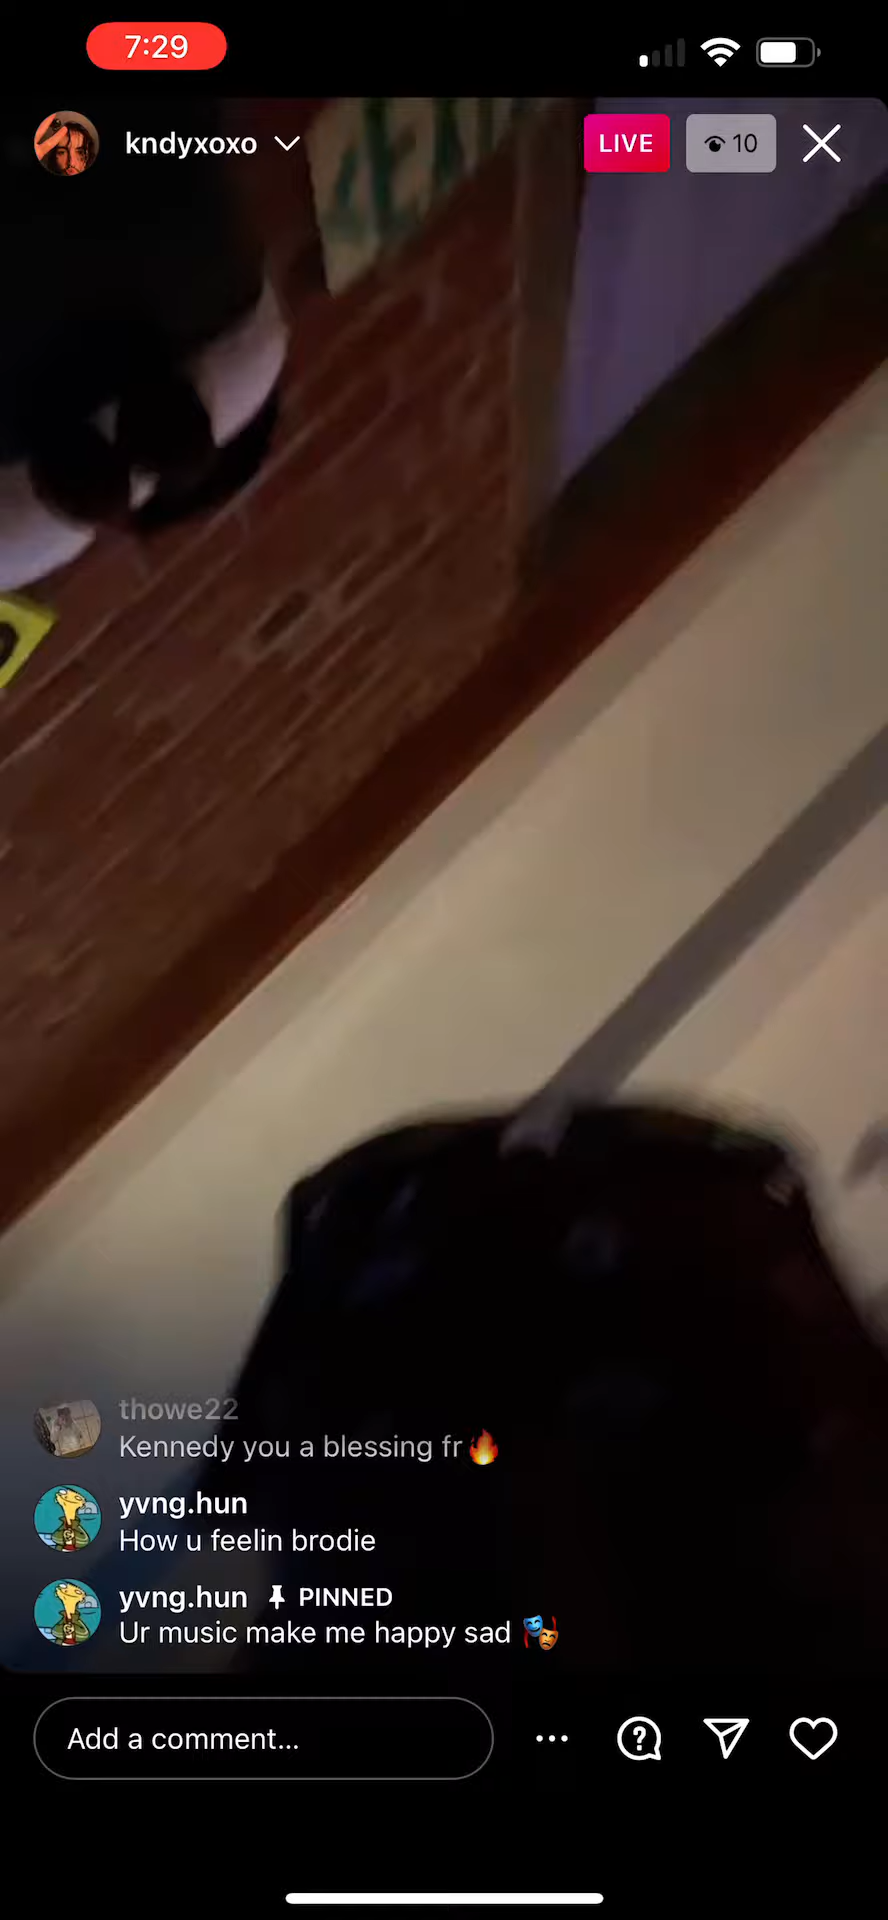 7:29
kndyxoxo
LIVE
10
thowe22
Kennedy you a blessing fr🔥
yvng.hun
How u feelin brodie
yvng.hun PINNED
Ur music make me happy sad 🎭
Add a comment...